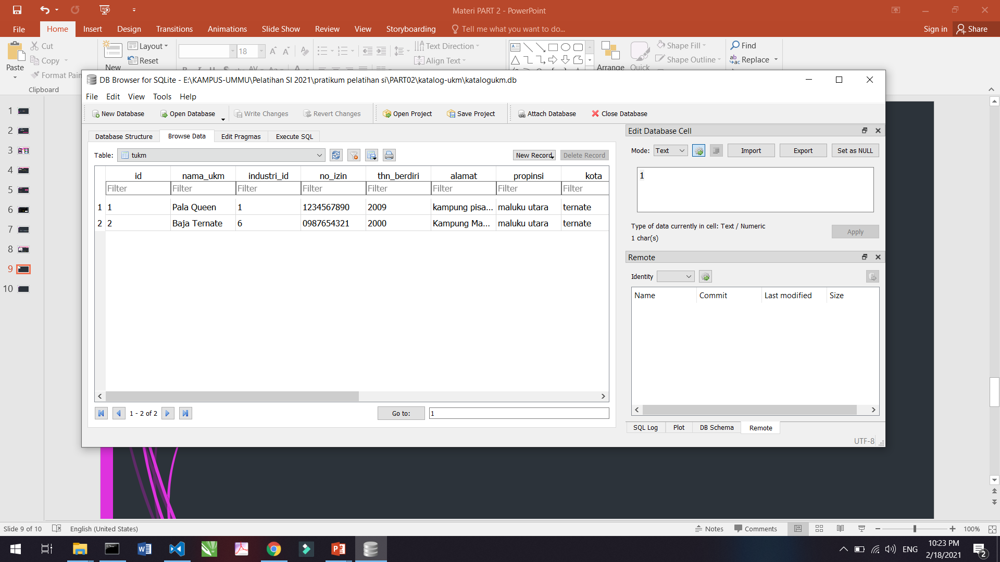 Materi PART 2 - PowerPoint
File Home Insert Design Transitions Animations Slide Show Review View Storyboarding Tell me what you want to do... Sign in Share
Cut
Copy
Format Pain
Paste
Clipboard
New
Layout
Reset
18
Text Direction
Align Text
Arrange
Quick
Shape Fill
Shape Outline
Find
Replace
DB Browser for SQLite - E:\KAMPUS-UMMU\Pelatihan SI 2021\pratikum pelatihan si\PART02\katalog-ukm\katalogukm.db
File Edit View Tools Help
New Database Open Database Write Changes Revert Changes Open Project Save Project Attach Database Close Database
Database Structure Browse Data Edit Pragmas Execute SQL
Table: tukm New Record Delete Record
id nama_ukm industri_id no_izin thn_berdiri alamat propinsi kota
Filter Filter Filter Filter Filter Filter Filter Filter
1 1 Pala Queen 1 1234567890 2009 kampung pisa... maluku utara ternate
2 2 Baja Ternate 6 0987654321 2000 Kampung Ma... maluku utara ternate
1 - 2 of 2 Go to: 1
Edit Database Cell
Mode: Text Import Export Set as NULL
1
Type of data currently in cell: Text / Numeric
1 char(s)
Apply
Remote
Identity
Name Commit Last modified Size
SQL Log Plot DB Schema Remote
UTF-8
1
2
3
4
5
6
7
8
9
10
Slide 9 of 10 English (United States) Notes Comments 100%
ENG
10:23 PM
2/18/2021
2